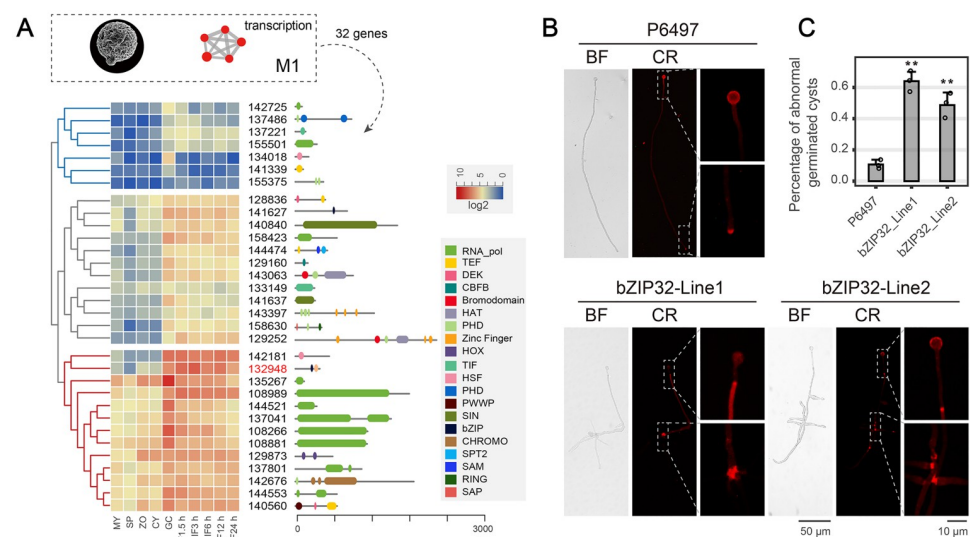 A
transcription
M1
32 genes
142725
137486
137221
155501
134018
141339
155375
128836
141627
140840
158423
144474
129160
143063
133149
141637
143397
158630
129252
142181
132948
135267
108989
144521
137041
108266
108881
129873
137801
142676
144553
140560
MY SP ZO CY GC IF3 h IF6 h
10 5 0
log2
RNA_pol
TEF
DEK
CBFB
Bromodomain
HAT
PHD
Zinc Finger
HOX
TIF
HSF
PHD
PWWP
SIN
bZIP
CHROMO
SPT2
SAM
RING
SAP
0 3000
B
P6497
BF CR
bZIP32-Line1
BF CR
bZIP32-Line2
BF CR
50 µm 10 µm
C
Percentage of abnormal
germinated cysts
0.6
0.4
0.2
0.0
** **
P6497
bZIP32_Line1
bZIP32_Line2